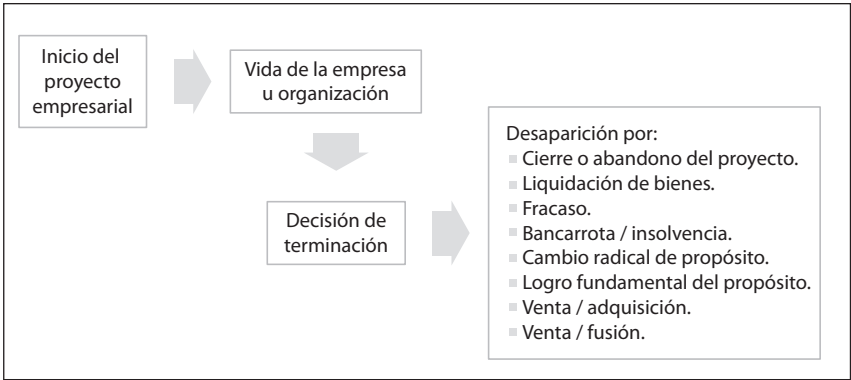 Inicio del
proyecto
empresarial
Vida de la empresa
u organización
Decisión de
terminación
Desaparición por:
Cierre o abandono del proyecto.
Liquidación de bienes.
Fracaso.
Bancarrota / insolvencia.
Cambio radical de propósito.
Logro fundamental del propósito.
Venta / adquisición.
Venta / fusión.